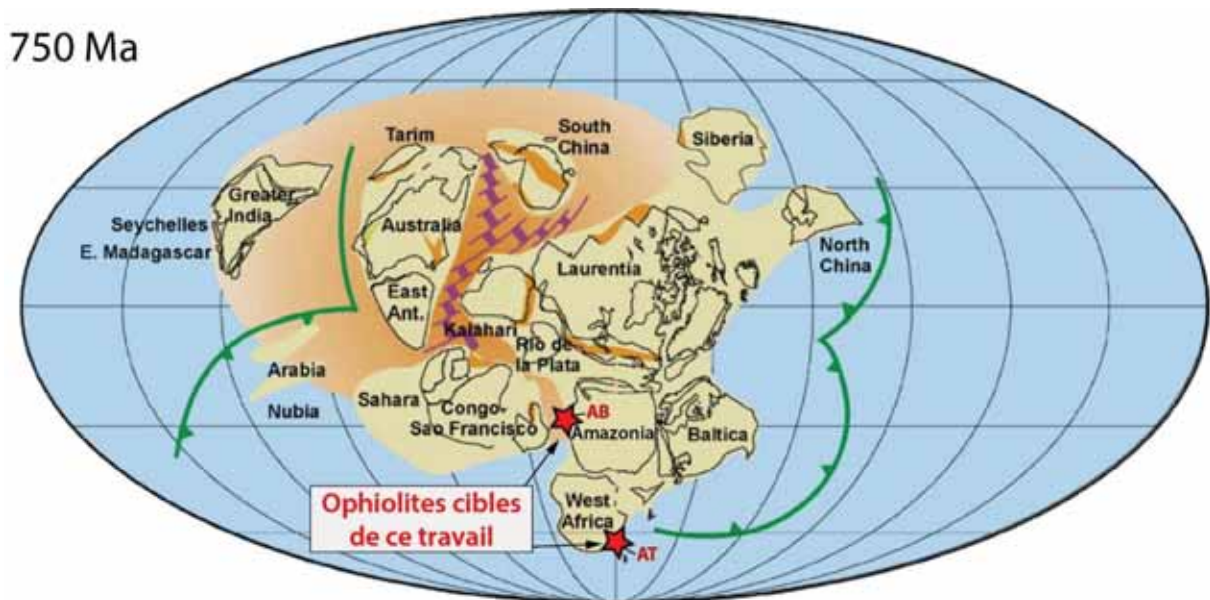 750 Ma
Tarim
South
China
Siberia
Greater
India
Seychelles
E. Madagascar
Australia
North
China
Laurentia
East
Ant.
Kalahari
Rio de
la Plata
Arabia
Sahara
Nubia
Congo-
Sao Francisco
AB
Amazonia
Baltica
West
Africa
Ophiolites cibles
de ce travail
AT